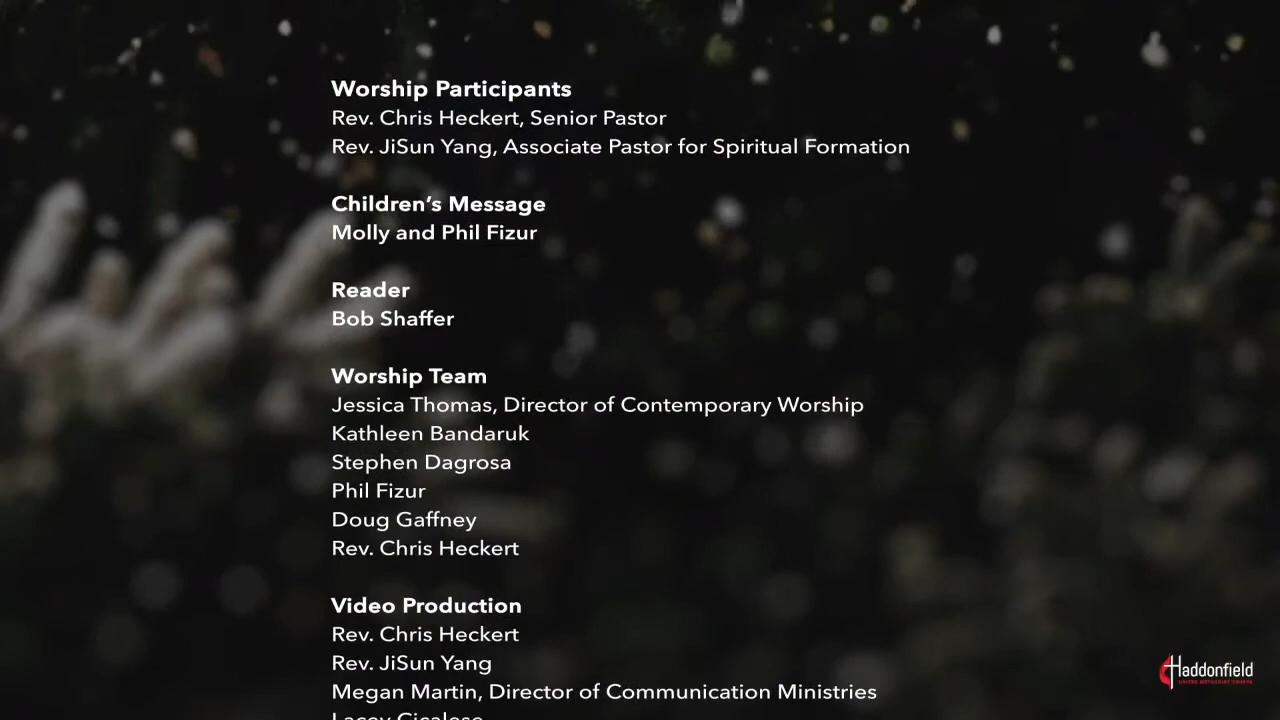 Worship Participants
Rev. Chris Heckert, Senior Pastor
Rev. JiSun Yang, Associate Pastor for Spiritual Formation
Children's Message
Molly and Phil Fizur
Reader
Bob Shaffer
Worship Team
Jessica Thomas, Director of Contemporary Worship
Kathleen Bandaruk
Stephen Dagrosa
Phil Fizur
Doug Gaffney
Rev. Chris Heckert
Video Production
Rev. Chris Heckert
Rev. JiSun Yang
Megan Martin, Director of Communication Ministries
Haddonfield
UNITED METHODIST CHURCH